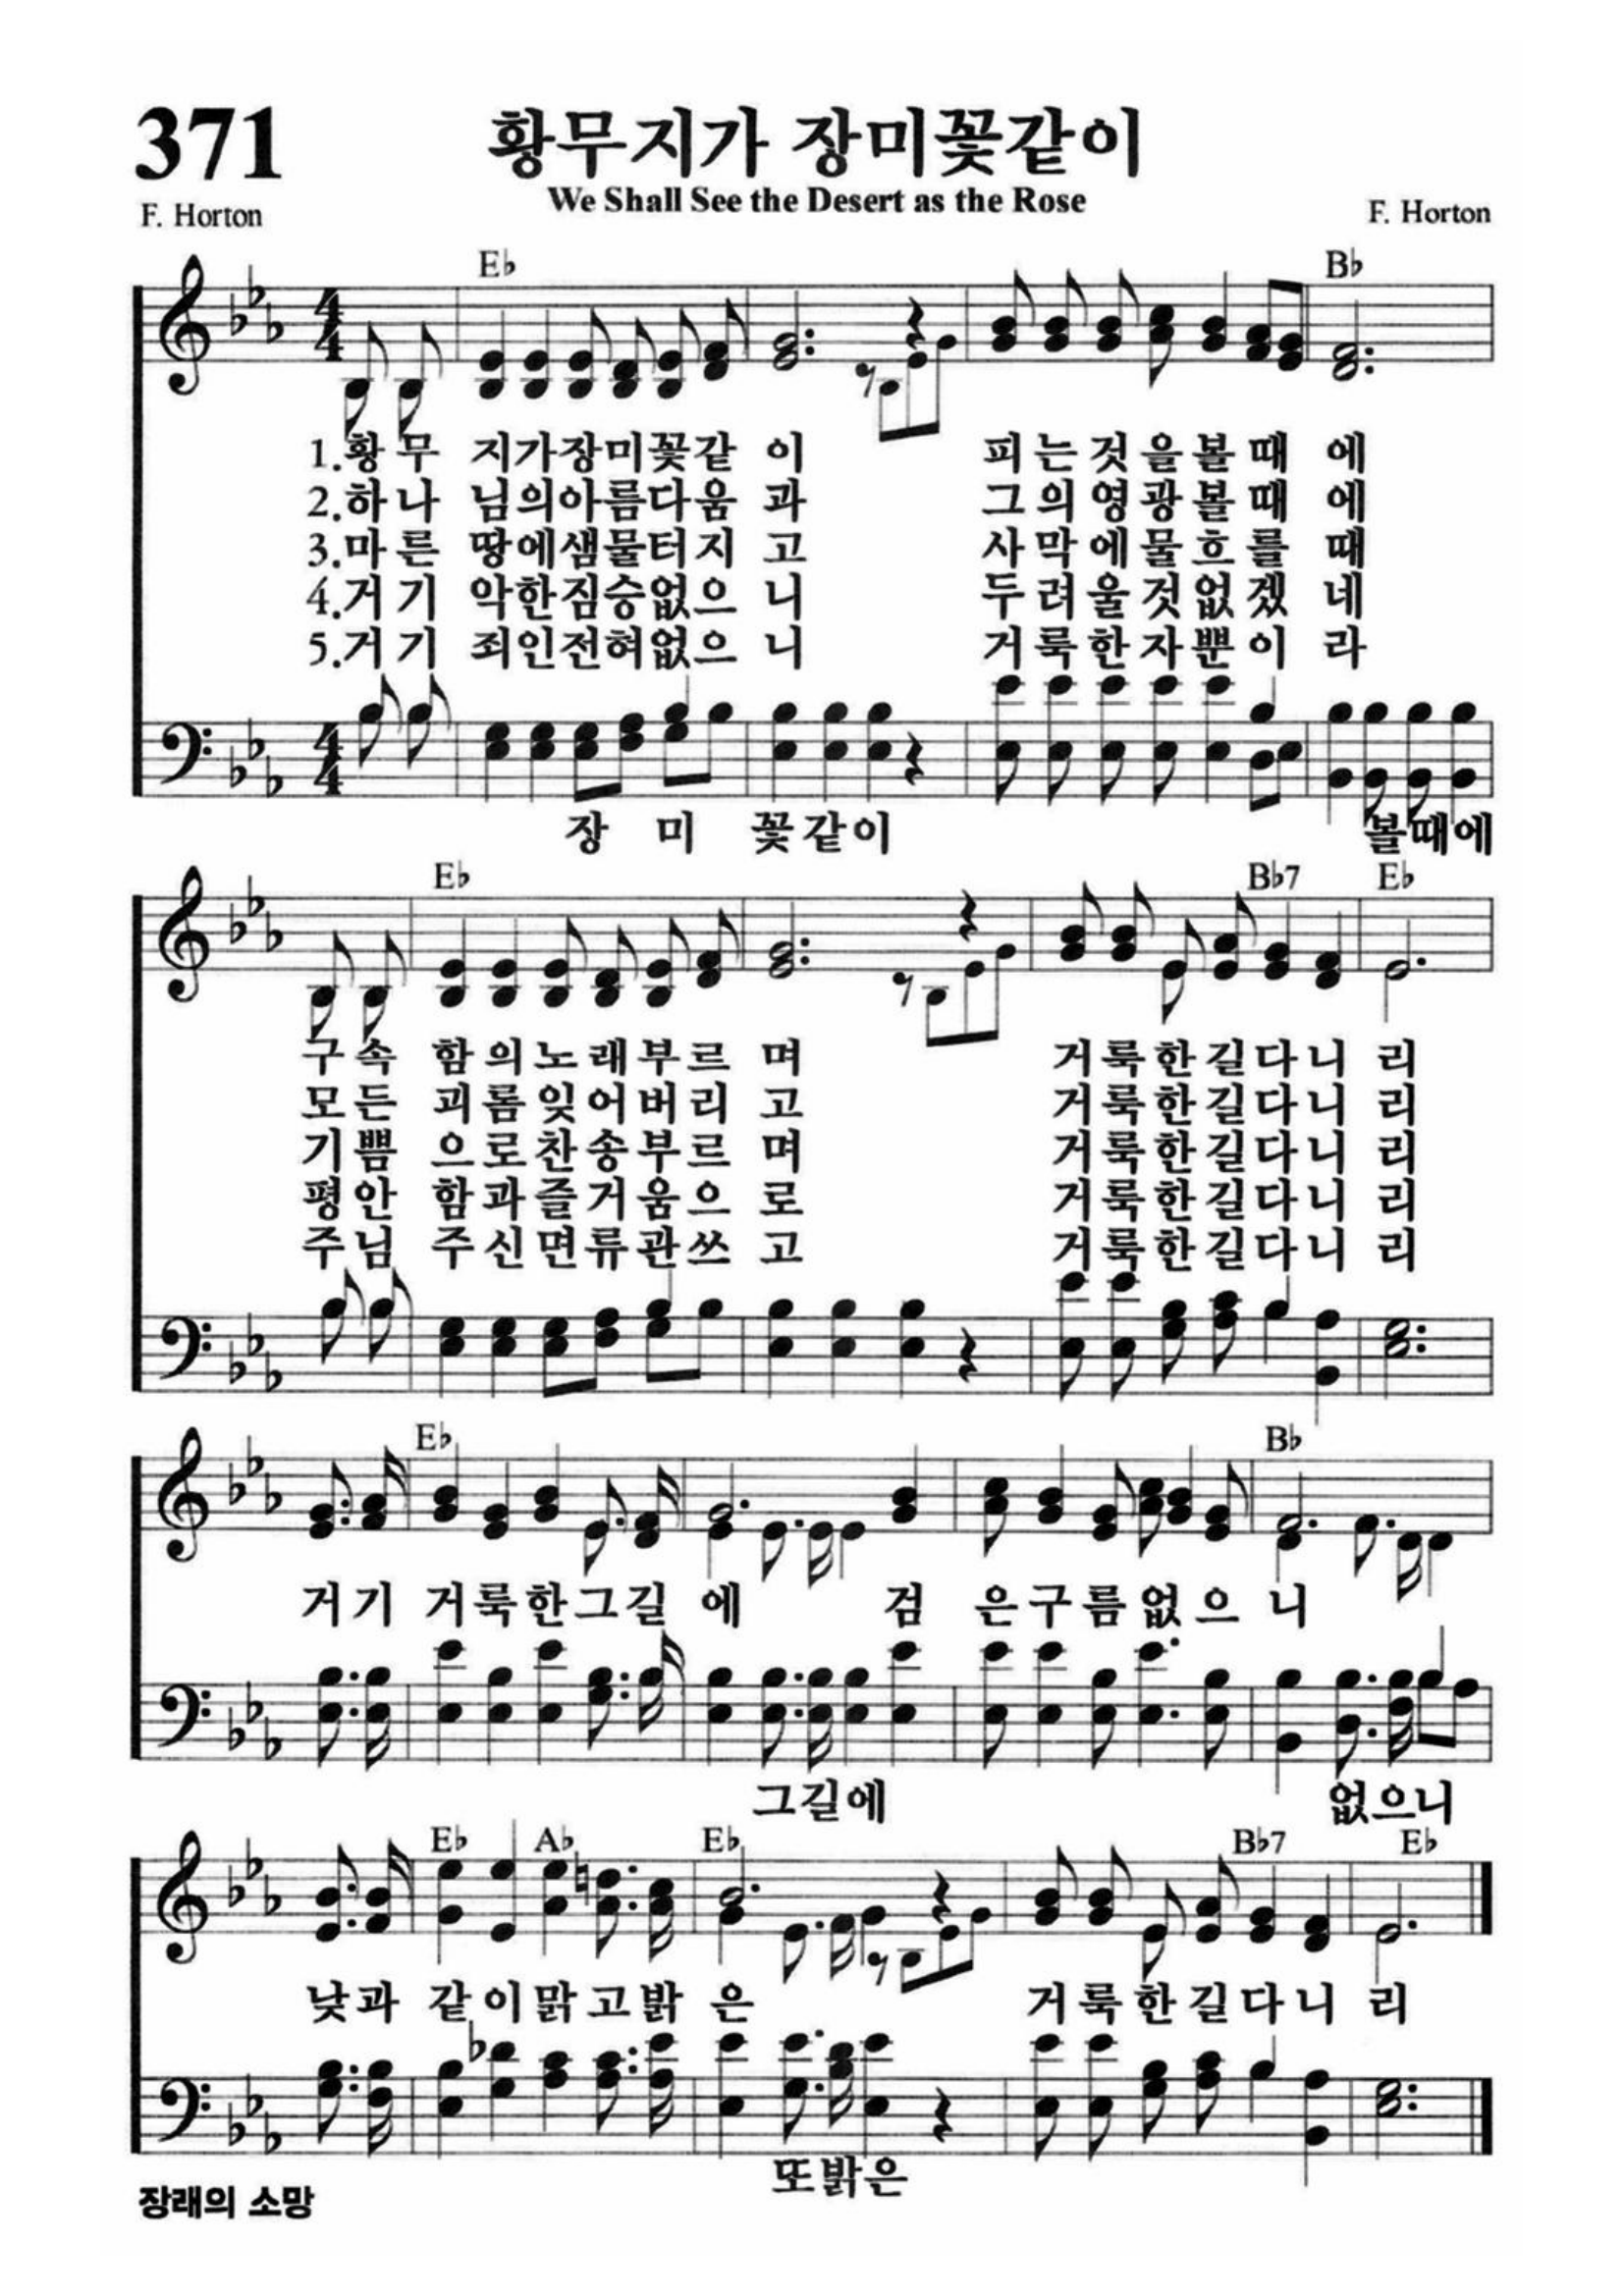 371
황무지가 장미꽃같이
We Shall See the Desert as the Rose
F. Horton
F. Horton
E♭ B♭
1.황무 지가장미꽃같 이 피는것을볼때 에
2.하나 님의아름다움 과 그의영광볼때 에
3.마른 땅에샘물터지 고 사막에물흐를 때
4.거기 악한짐승없으 니 두려울것없겠 네
5.거기 죄인전혀없으 니 거룩한자뿐이 라
장 미 꽃같이 볼때에
E♭ B♭7 E♭
구속 함의노래부르 며 거룩한길다니 리
모든 괴롬잊어버리 고 거룩한길다니 리
기쁨 으로찬송부르 며 거룩한길다니 리
평안 함과즐거움으 로 거룩한길다니 리
주님 주신면류관쓰 고 거룩한길다니 리
E♭ B♭
거기 거룩한그길 에 검 은구름없으 니
그길에 없으니
E♭ A♭ E♭ B♭7 E♭
낮과 같이맑고밝 은 거룩한길다니 리
또밝은
장래의 소망